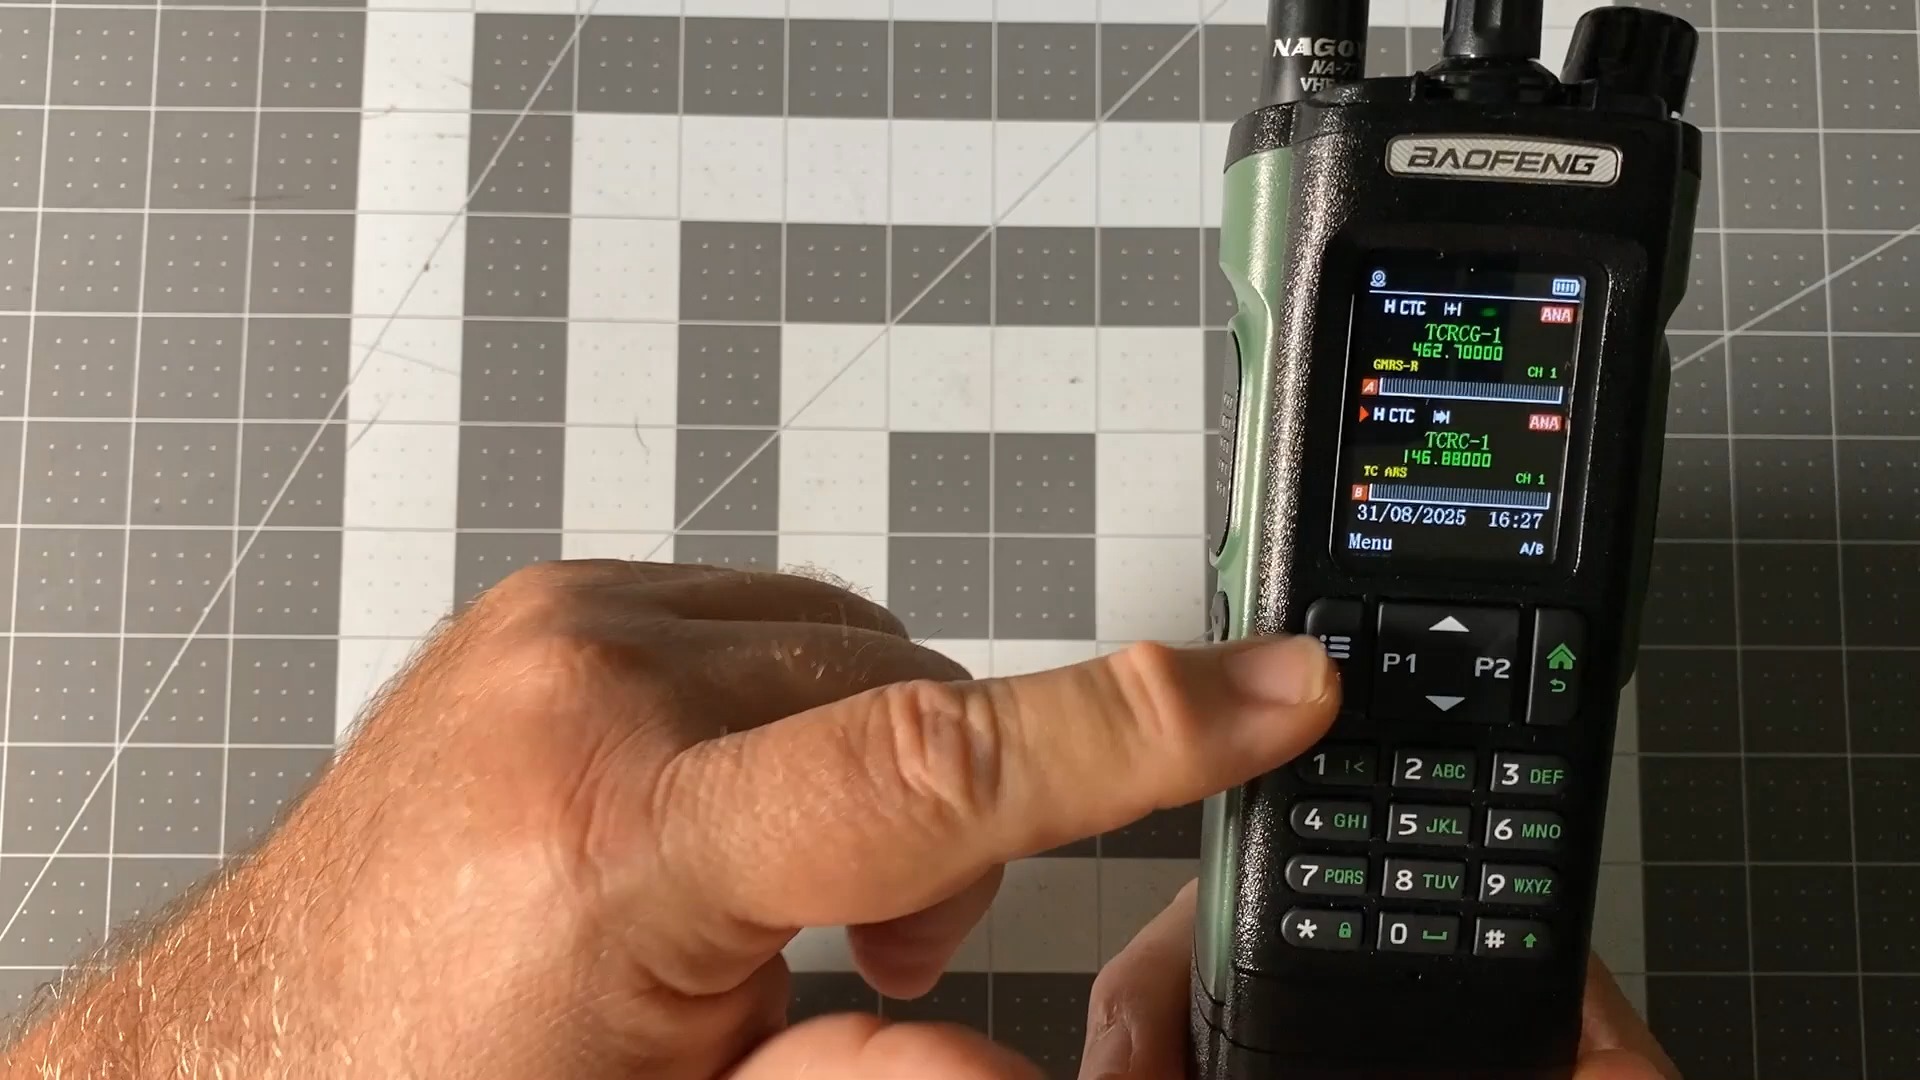 NAGOY
NA-77
VHF
BAOFENG
H CTC ANA
TCRCG-1
462.70000
GMRS-R CH 1
A
H CTC ANA
TCRC-1
146.88000
TC ARS CH 1
B
31/08/2025 16:27
Menu A/B
P1 P2
1 !< 2 ABC 3 DEF
4 GHI 5 JKL 6 MNO
7 PQRS 8 TUV 9 WXYZ
* 0 #